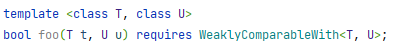 template <class T, class U>
bool foo(T t, U u) requires WeaklyComparableWith<T, U>;